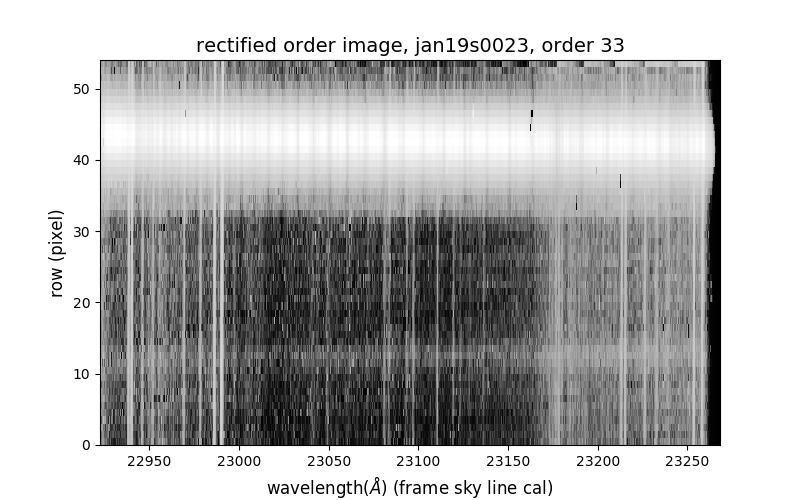 rectified order image, jan19s0023, order 33
50
40
30
20
10
0
row (pixel)
22950 23000 23050 23100 23150 23200 23250
wavelength(Å) (frame sky line cal)